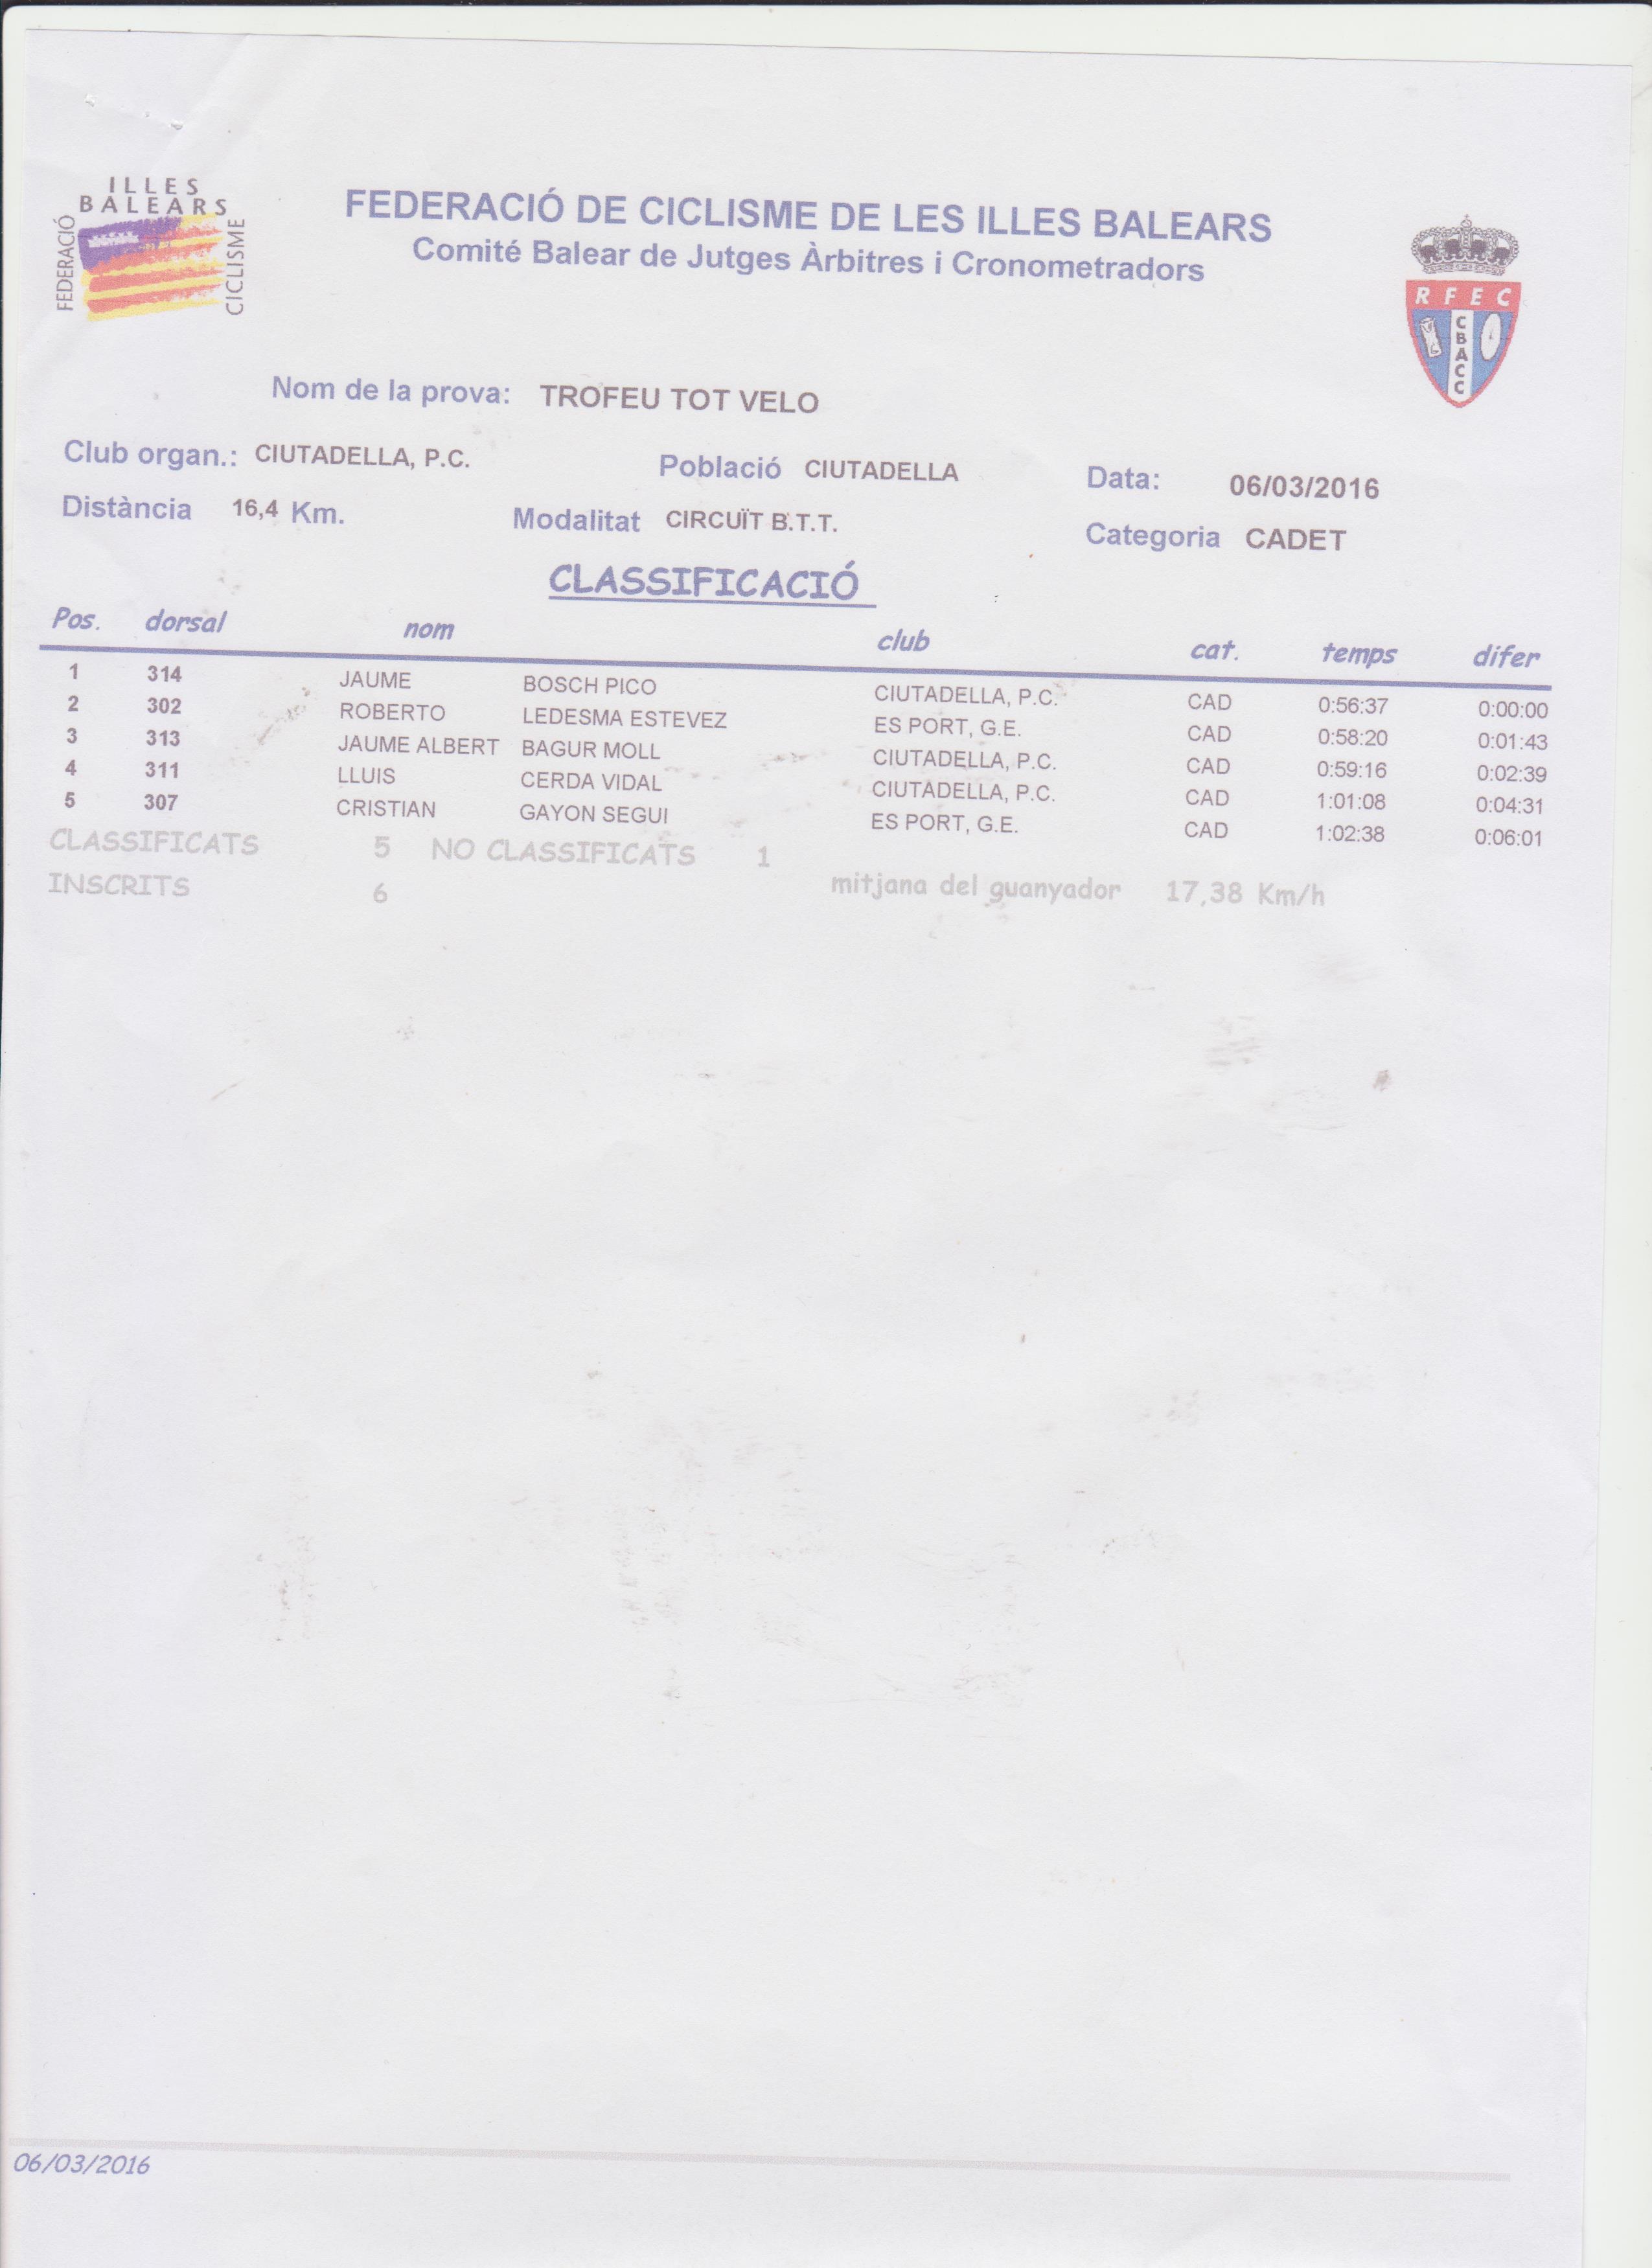 ILLES
BALEARS
FEDERACIÓ
CICLISME
FEDERACIÓ DE CICLISME DE LES ILLES BALEARS
Comité Balear de Jutges Àrbitres i Cronometradors
RFEC
CBACC
Nom de la prova: TROFEU TOT VELO
Club organ.: CIUTADELLA, P.C. Població CIUTADELLA Data: 06/03/2016
Distància 16,4 Km. Modalitat CIRCUÏT B.T.T. Categoria CADET
CLASSIFICACIÓ
Pos. dorsal nom club cat. temps difer
1 314 JAUME BOSCH PICO CIUTADELLA, P.C. CAD 0:56:37 0:00:00
2 302 ROBERTO LEDESMA ESTEVEZ ES PORT, G.E. CAD 0:58:20 0:01:43
3 313 JAUME ALBERT BAGUR MOLL CIUTADELLA, P.C. CAD 0:59:16 0:02:39
4 311 LLUIS CERDA VIDAL CIUTADELLA, P.C. CAD 1:01:08 0:04:31
5 307 CRISTIAN GAYON SEGUI ES PORT, G.E. CAD 1:02:38 0:06:01
CLASSIFICATS 5 NO CLASSIFICATS 1
INSCRITS 6 mitjana del guanyador 17,38 Km/h
06/03/2016